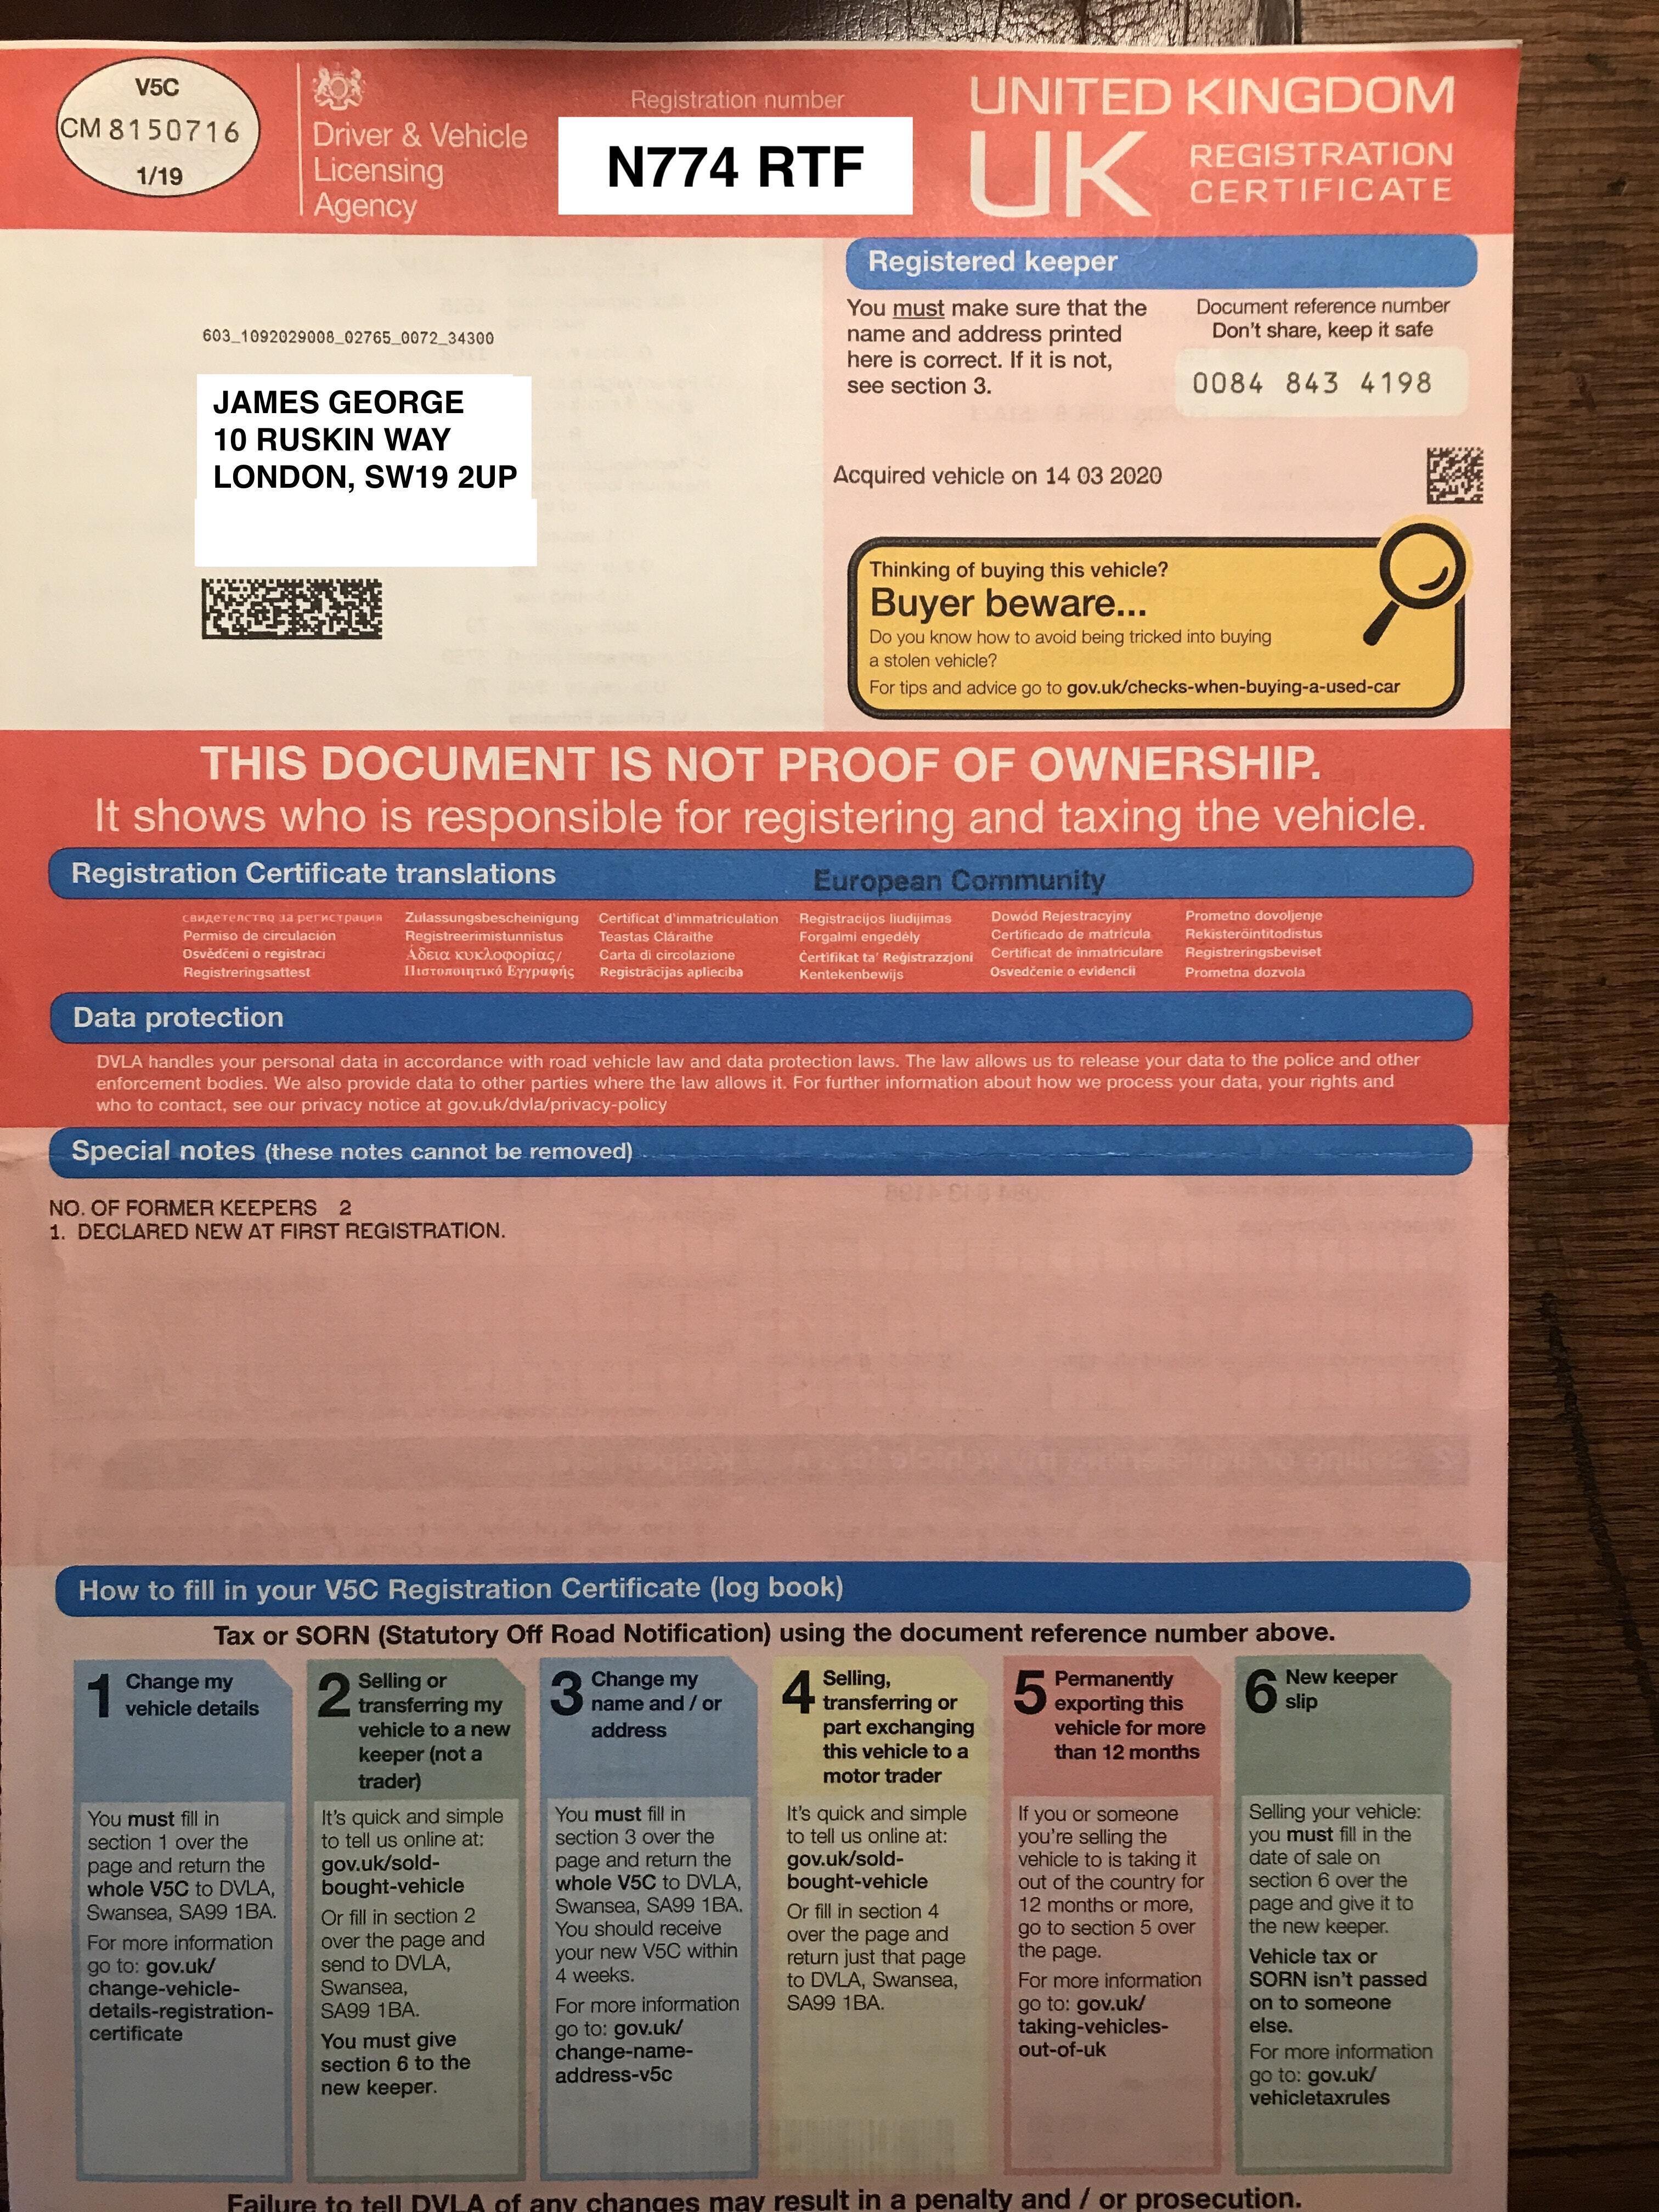 V5C
CM 8150716
1/19
Driver & Vehicle
Licensing
Agency
Registration number
N774 RTF
UNITED KINGDOM
UK
REGISTRATION
CERTIFICATE
603_1092029008_02765_0072_34300
JAMES GEORGE
10 RUSKIN WAY
LONDON, SW19 2UP
Registered keeper
You must make sure that the
name and address printed
here is correct. If it is not,
see section 3.
Document reference number
Don't share, keep it safe
0084 843 4198
Acquired vehicle on 14 03 2020
Thinking of buying this vehicle?
Buyer beware...
Do you know how to avoid being tricked into buying
a stolen vehicle?
For tips and advice go to gov.uk/checks-when-buying-a-used-car
THIS DOCUMENT IS NOT PROOF OF OWNERSHIP.
It shows who is responsible for registering and taxing the vehicle.
Registration Certificate translations
European Community
свидетелство за регистрация
Permiso de circulación
Osvědčení o registraci
Registreringsattest
Zulassungsbescheinigung
Registreerimistunnistus
Άδεια κυκλοφορίας/
Πιστοποιητικό Εγγραφής
Certificat d'immatriculation
Teastas Cláraithe
Carta di circolazione
Reģistrācijas apliecība
Registracijos liudijimas
Forgalmi engedély
Ċertifikat ta' Reġistrazzjoni
Kentekenbewijs
Dowód Rejestracyjny
Certificado de matrícula
Certificat de inmatriculare
Osvedčenie o evidencii
Prometno dovoljenje
Rekisteröintitodistus
Registreringsbeviset
Prometna dozvola
Data protection
DVLA handles your personal data in accordance with road vehicle law and data protection laws. The law allows us to release your data to the police and other
enforcement bodies. We also provide data to other parties where the law allows it. For further information about how we process your data, your rights and
who to contact, see our privacy notice at gov.uk/dvla/privacy-policy
Special notes (these notes cannot be removed)
NO. OF FORMER KEEPERS 2
1. DECLARED NEW AT FIRST REGISTRATION.
How to fill in your V5C Registration Certificate (log book)
Tax or SORN (Statutory Off Road Notification) using the document reference number above.
1 Change my
vehicle details
You must fill in
section 1 over the
page and return the
whole V5C to DVLA,
Swansea, SA99 1BA.
For more information
go to: gov.uk/
change-vehicle-
details-registration-
certificate
2 Selling or
transferring my
vehicle to a new
keeper (not a
trader)
It's quick and simple
to tell us online at:
gov.uk/sold-
bought-vehicle
Or fill in section 2
over the page and
send to DVLA,
Swansea,
SA99 1BA.
You must give
section 6 to the
new keeper.
3 Change my
name and / or
address
You must fill in
section 3 over the
page and return the
whole V5C to DVLA,
Swansea, SA99 1BA.
You should receive
your new V5C within
4 weeks.
For more information
go to: gov.uk/
change-name-
address-v5c
4 Selling,
transferring or
part exchanging
this vehicle to a
motor trader
It's quick and simple
to tell us online at:
gov.uk/sold-
bought-vehicle
Or fill in section 4
over the page and
return just that page
to DVLA, Swansea,
SA99 1BA.
5 Permanently
exporting this
vehicle for more
than 12 months
If you or someone
you're selling the
vehicle to is taking it
out of the country for
12 months or more,
go to section 5 over
the page.
For more information
go to: gov.uk/
taking-vehicles-
out-of-uk
6 New keeper
slip
Selling your vehicle:
you must fill in the
date of sale on
section 6 over the
page and give it to
the new keeper.
Vehicle tax or
SORN isn't passed
on to someone
else.
For more information
go to: gov.uk/
vehicletaxrules
Failure to tell DVLA of any changes may result in a penalty and / or prosecution.